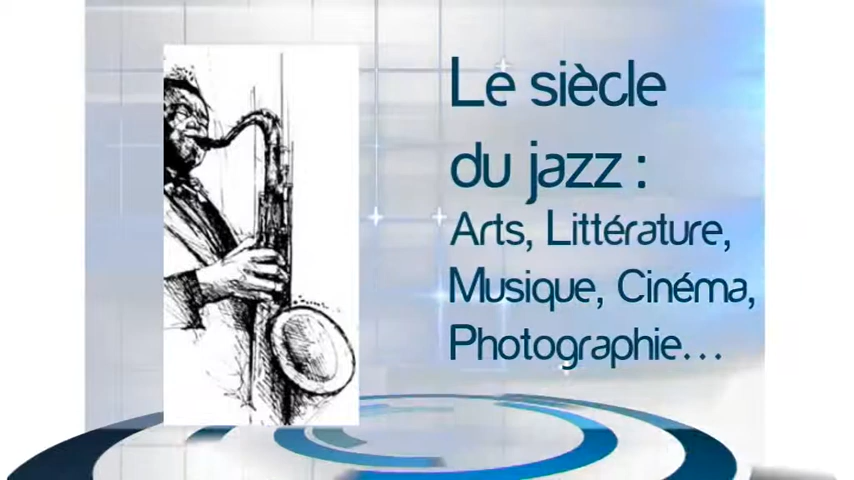 Le siècle
du jazz :
Arts, Littérature,
Musique, Cinéma,
Photographie...